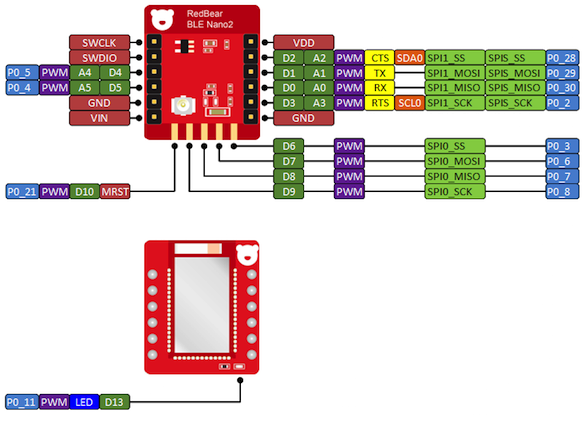 RedBear
BLE Nano2
SWCLK VDD
SWDIO D2 A2 PWM CTS SDA0 SPI1_SS SPIS_SS P0_28
P0_5 PWM A4 D4 D1 A1 PWM TX SPI1_MOSI SPIS_MOSI P0_29
P0_4 PWM A5 D5 D0 A0 PWM RX SPI1_MISO SPIS_MISO P0_30
GND D3 A3 PWM RTS SCL0 SPI1_SCK SPIS_SCK P0_2
VIN GND
D6 PWM SPI0_SS P0_3
D7 PWM SPI0_MOSI P0_6
D8 PWM SPI0_MISO P0_7
P0_21 PWM D10 MRST D9 PWM SPI0_SCK P0_8
P0_11 PWM LED D13